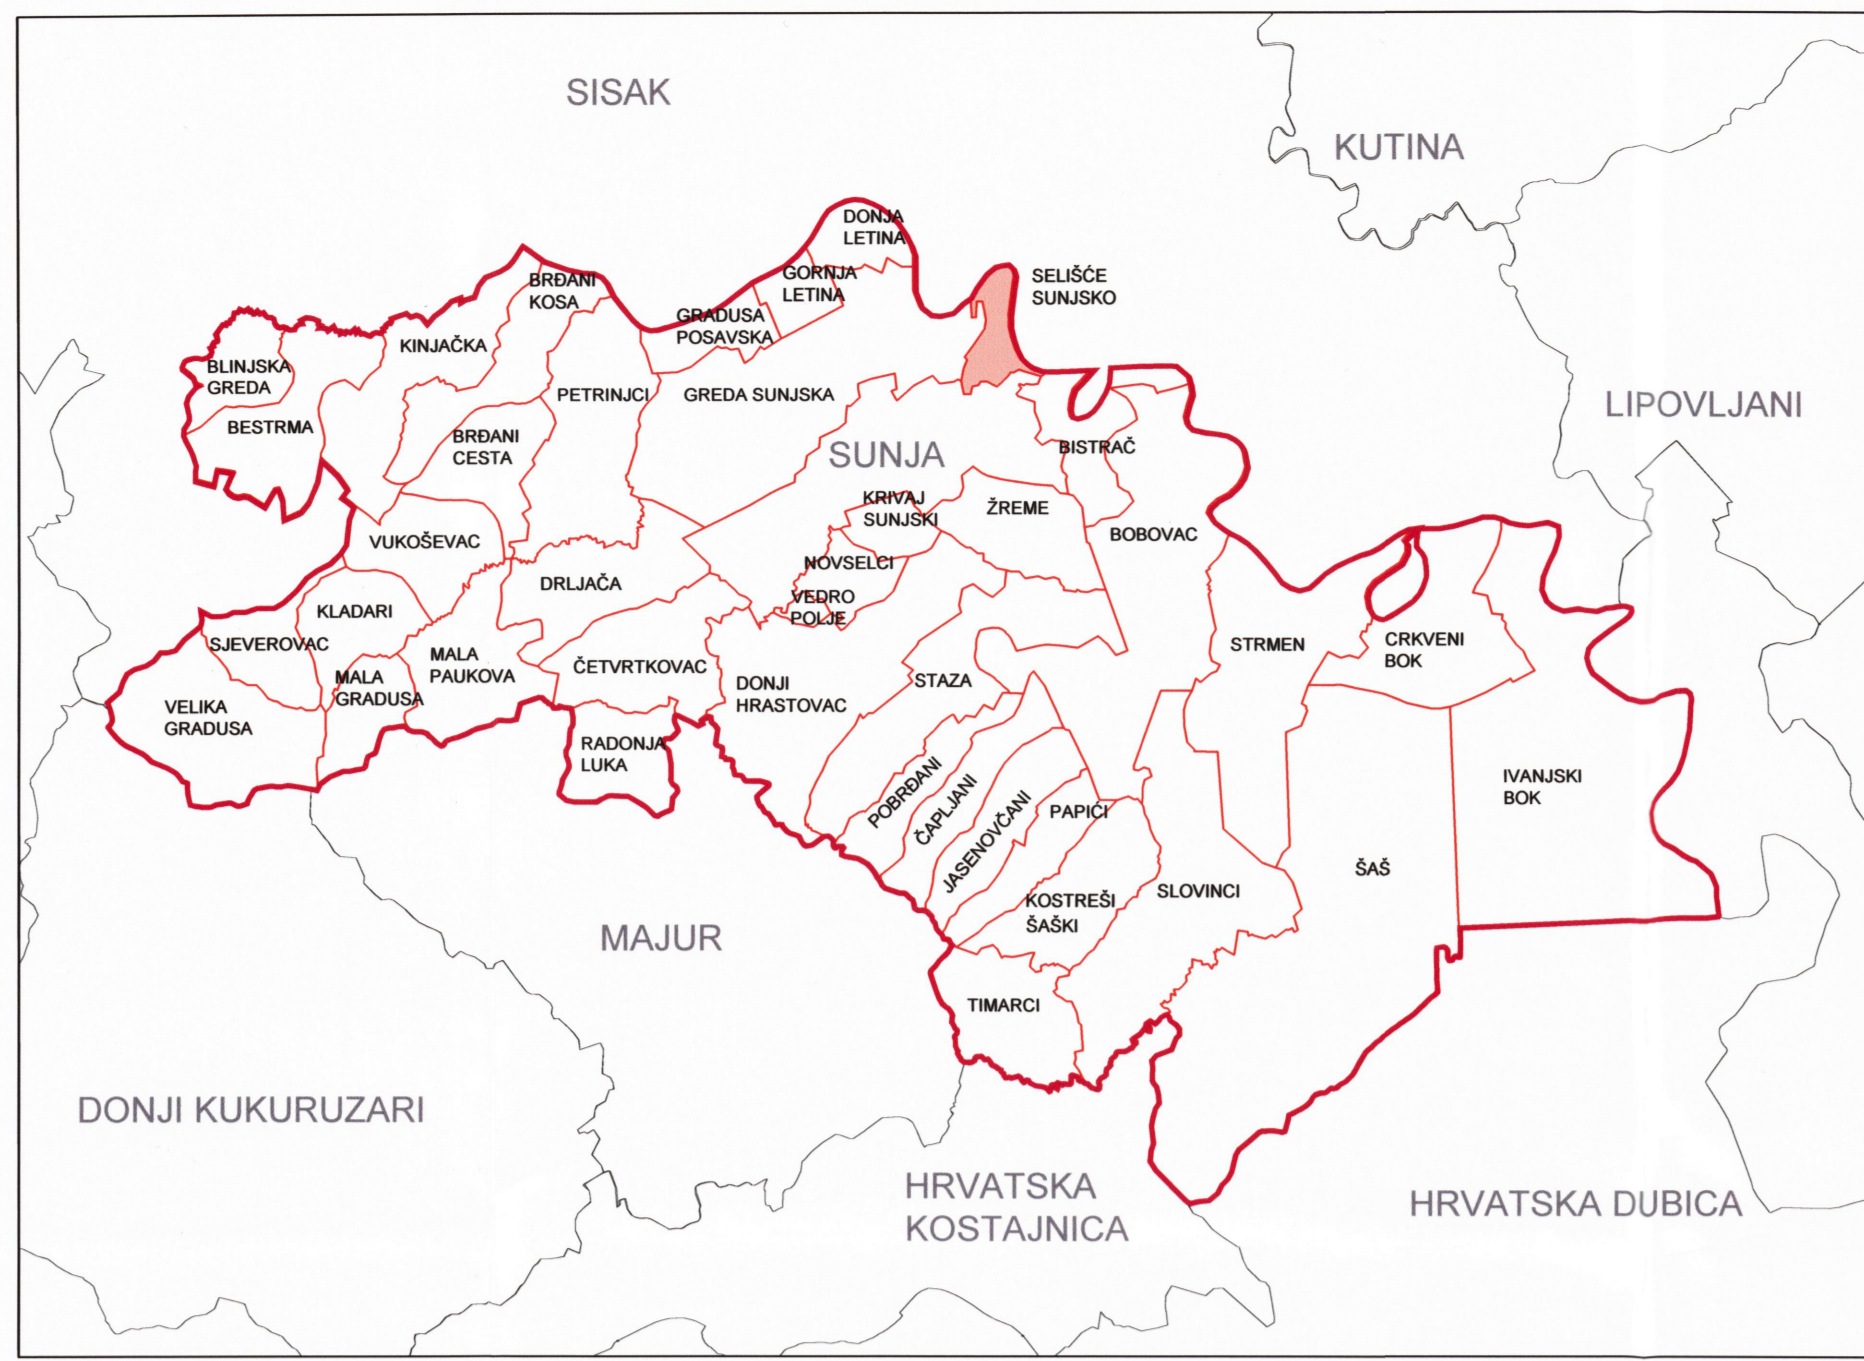 SISAK
KUTINA
DONJA
LETINA
GORNJA
LETINA
SELIŠĆE
SUNJSKO
BRĐANI
KOSA
GRADUSA
POSAVSKA
KINJAČKA
BLINJSKA
GREDA
PETRINJCI
GREDA SUNJSKA
LIPOVLJANI
BESTRMA
BRĐANI
CESTA
SUNJA
BISTRAČ
KRIVAJ
SUNJSKI
ŽREME
BOBOVAC
VUKOŠEVAC
NOVSELCI
DRLJAČA
VEDRO
POLJE
KLADARI
SJEVEROVAC
STRMEN
CRKVENI
BOK
MALA
PAUKOVA
ČETVRTKOVAC
MALA
GRADUSA
DONJI
HRASTOVAC
STAZA
VELIKA
GRADUSA
RADONJA
LUKA
IVANJSKI
BOK
POBRĐANI
ČAPLJANI
JASENOVČANI
PAPIĆI
ŠAŠ
SLOVINCI
KOSTREŠI
ŠAŠKI
MAJUR
TIMARCI
DONJI KUKURUZARI
HRVATSKA
KOSTAJNICA
HRVATSKA DUBICA